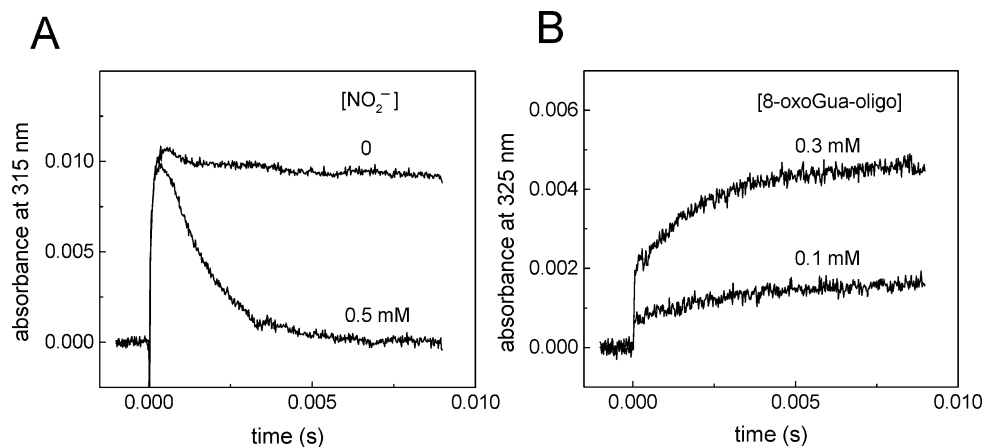 A
absorbance at 315 nm
0.010
0.005
0.000
[NO₂⁻]
0
0.5 mM
0.000
0.005
0.010
time (s)
B
absorbance at 325 nm
0.006
0.004
0.002
0.000
[8-oxoGua-oligo]
0.3 mM
0.1 mM
0.000
0.005
0.010
time (s)